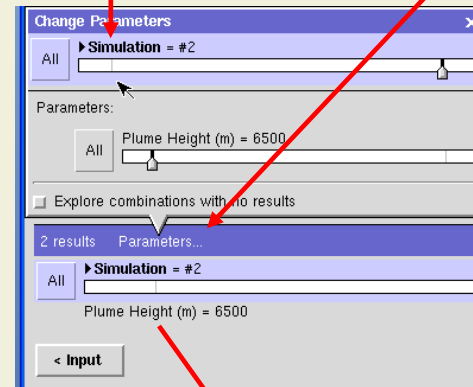 Change Parameters x
All Simulation = #2
Parameters:
All Plume Height (m) = 6500
Explore combinations with no results
2 results Parameters...
All Simulation = #2
Plume Height (m) = 6500
< Input